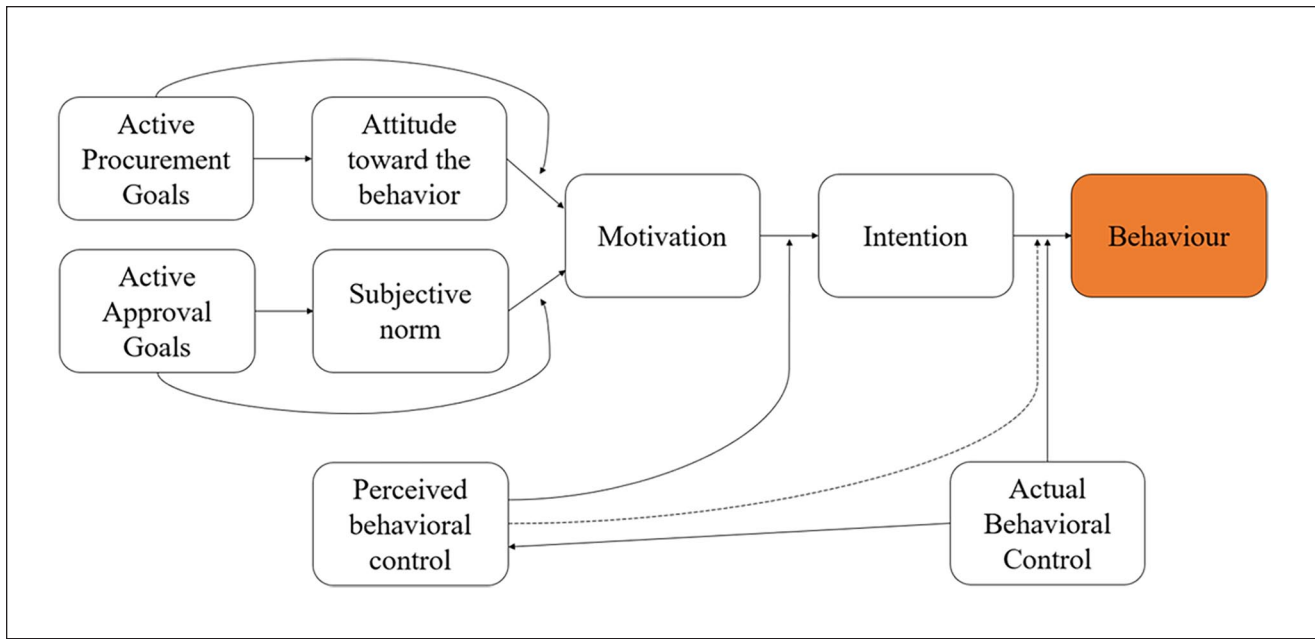 Active
Procurement
Goals
Attitude
toward the
behavior
Motivation
Intention
Behaviour
Active
Approval
Goals
Subjective
norm
Perceived
behavioral
control
Actual
Behavioral
Control